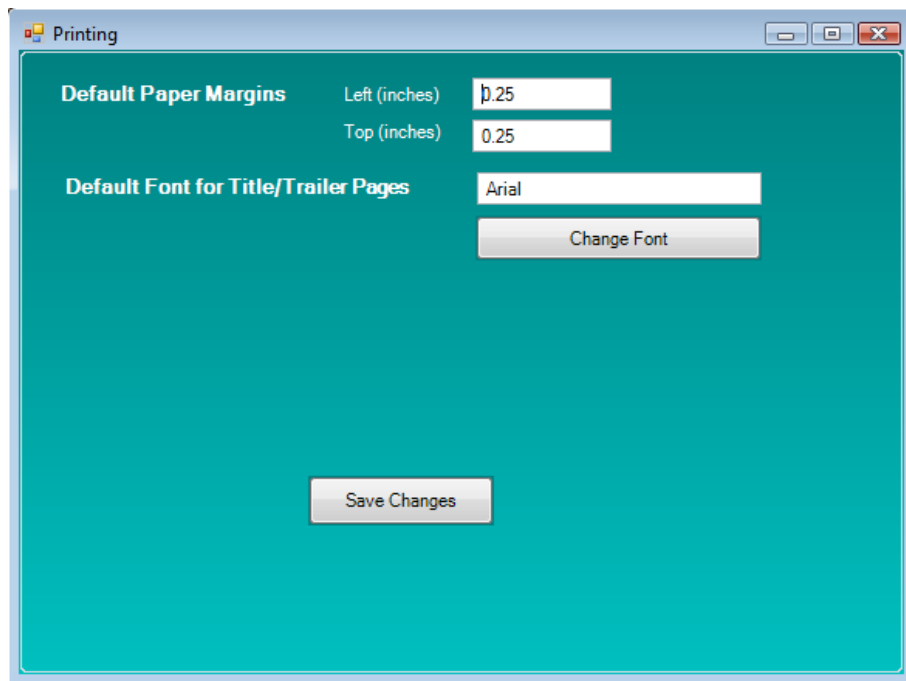 Printing
Default Paper Margins Left (inches) 0.25
Top (inches) 0.25
Default Font for Title/Trailer Pages Arial
Change Font
Save Changes